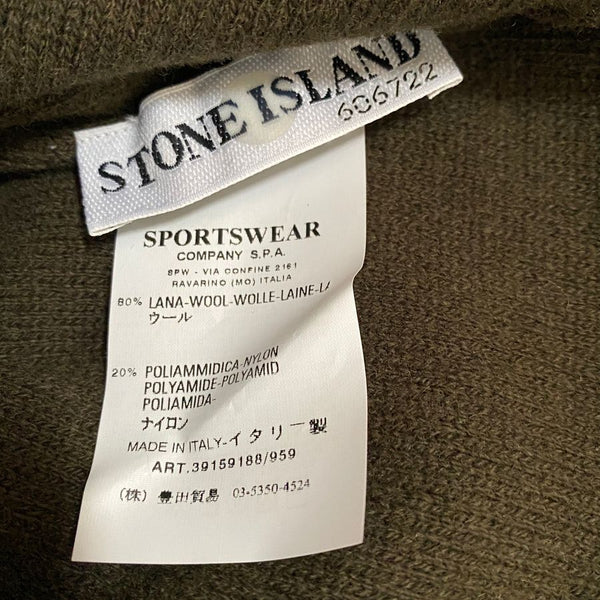 STONE ISLAND
606722
SPORTSWEAR
COMPANY S.P.A.
SPW - VIA CONFINE 2161
RAVARINO (MO) ITALIA
80% LANA-WOOL-WOLLE-LAINE-LA
ウール
20% POLIAMMIDICA-NYLON
POLYAMIDE-POLYAMID
POLIAMIDA-
ナイロン
MADE IN ITALY-イタリー製
ART.39159188/959
(株) 豊田貿易 03-5350-4524